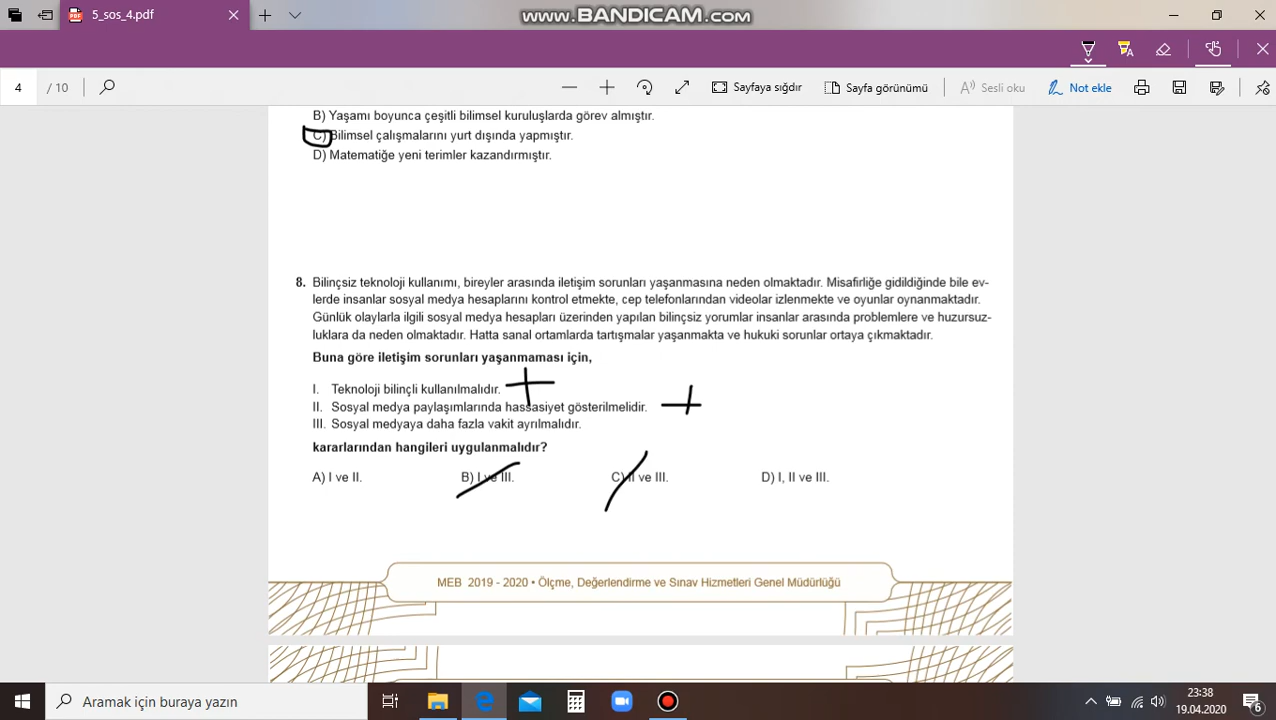 www.BANDICAM.com
5_sos_4.pdf
4 / 10
Sayfaya sığdır
Sayfa görünümü
Sesli oku
Not ekle
B) Yaşamı boyunca çeşitli bilimsel kuruluşlarda görev almıştır.
C) Bilimsel çalışmalarını yurt dışında yapmıştır.
D) Matematiğe yeni terimler kazandırmıştır.
8. Bilinçsiz teknoloji kullanımı, bireyler arasında iletişim sorunları yaşanmasına neden olmaktadır. Misafirliğe gidildiğinde bile ev-
lerde insanlar sosyal medya hesaplarını kontrol etmekte, cep telefonlarından videolar izlenmekte ve oyunlar oynanmaktadır.
Günlük olaylarla ilgili sosyal medya hesapları üzerinden yapılan bilinçsiz yorumlar insanlar arasında problemlere ve huzursuz-
luklara da neden olmaktadır. Hatta sanal ortamlarda tartışmalar yaşanmakta ve hukuki sorunlar ortaya çıkmaktadır.
Buna göre iletişim sorunları yaşanmaması için,
I. Teknoloji bilinçli kullanılmalıdır. +
II. Sosyal medya paylaşımlarında hassasiyet gösterilmelidir. +
III. Sosyal medyaya daha fazla vakit ayrılmalıdır.
kararlarından hangileri uygulanmalıdır?
A) I ve II. B) I ve III. C) II ve III. D) I, II ve III.
MEB 2019 - 2020 • Ölçme, Değerlendirme ve Sınav Hizmetleri Genel Müdürlüğü
Aramak için buraya yazın
23:38
19.04.2020
6